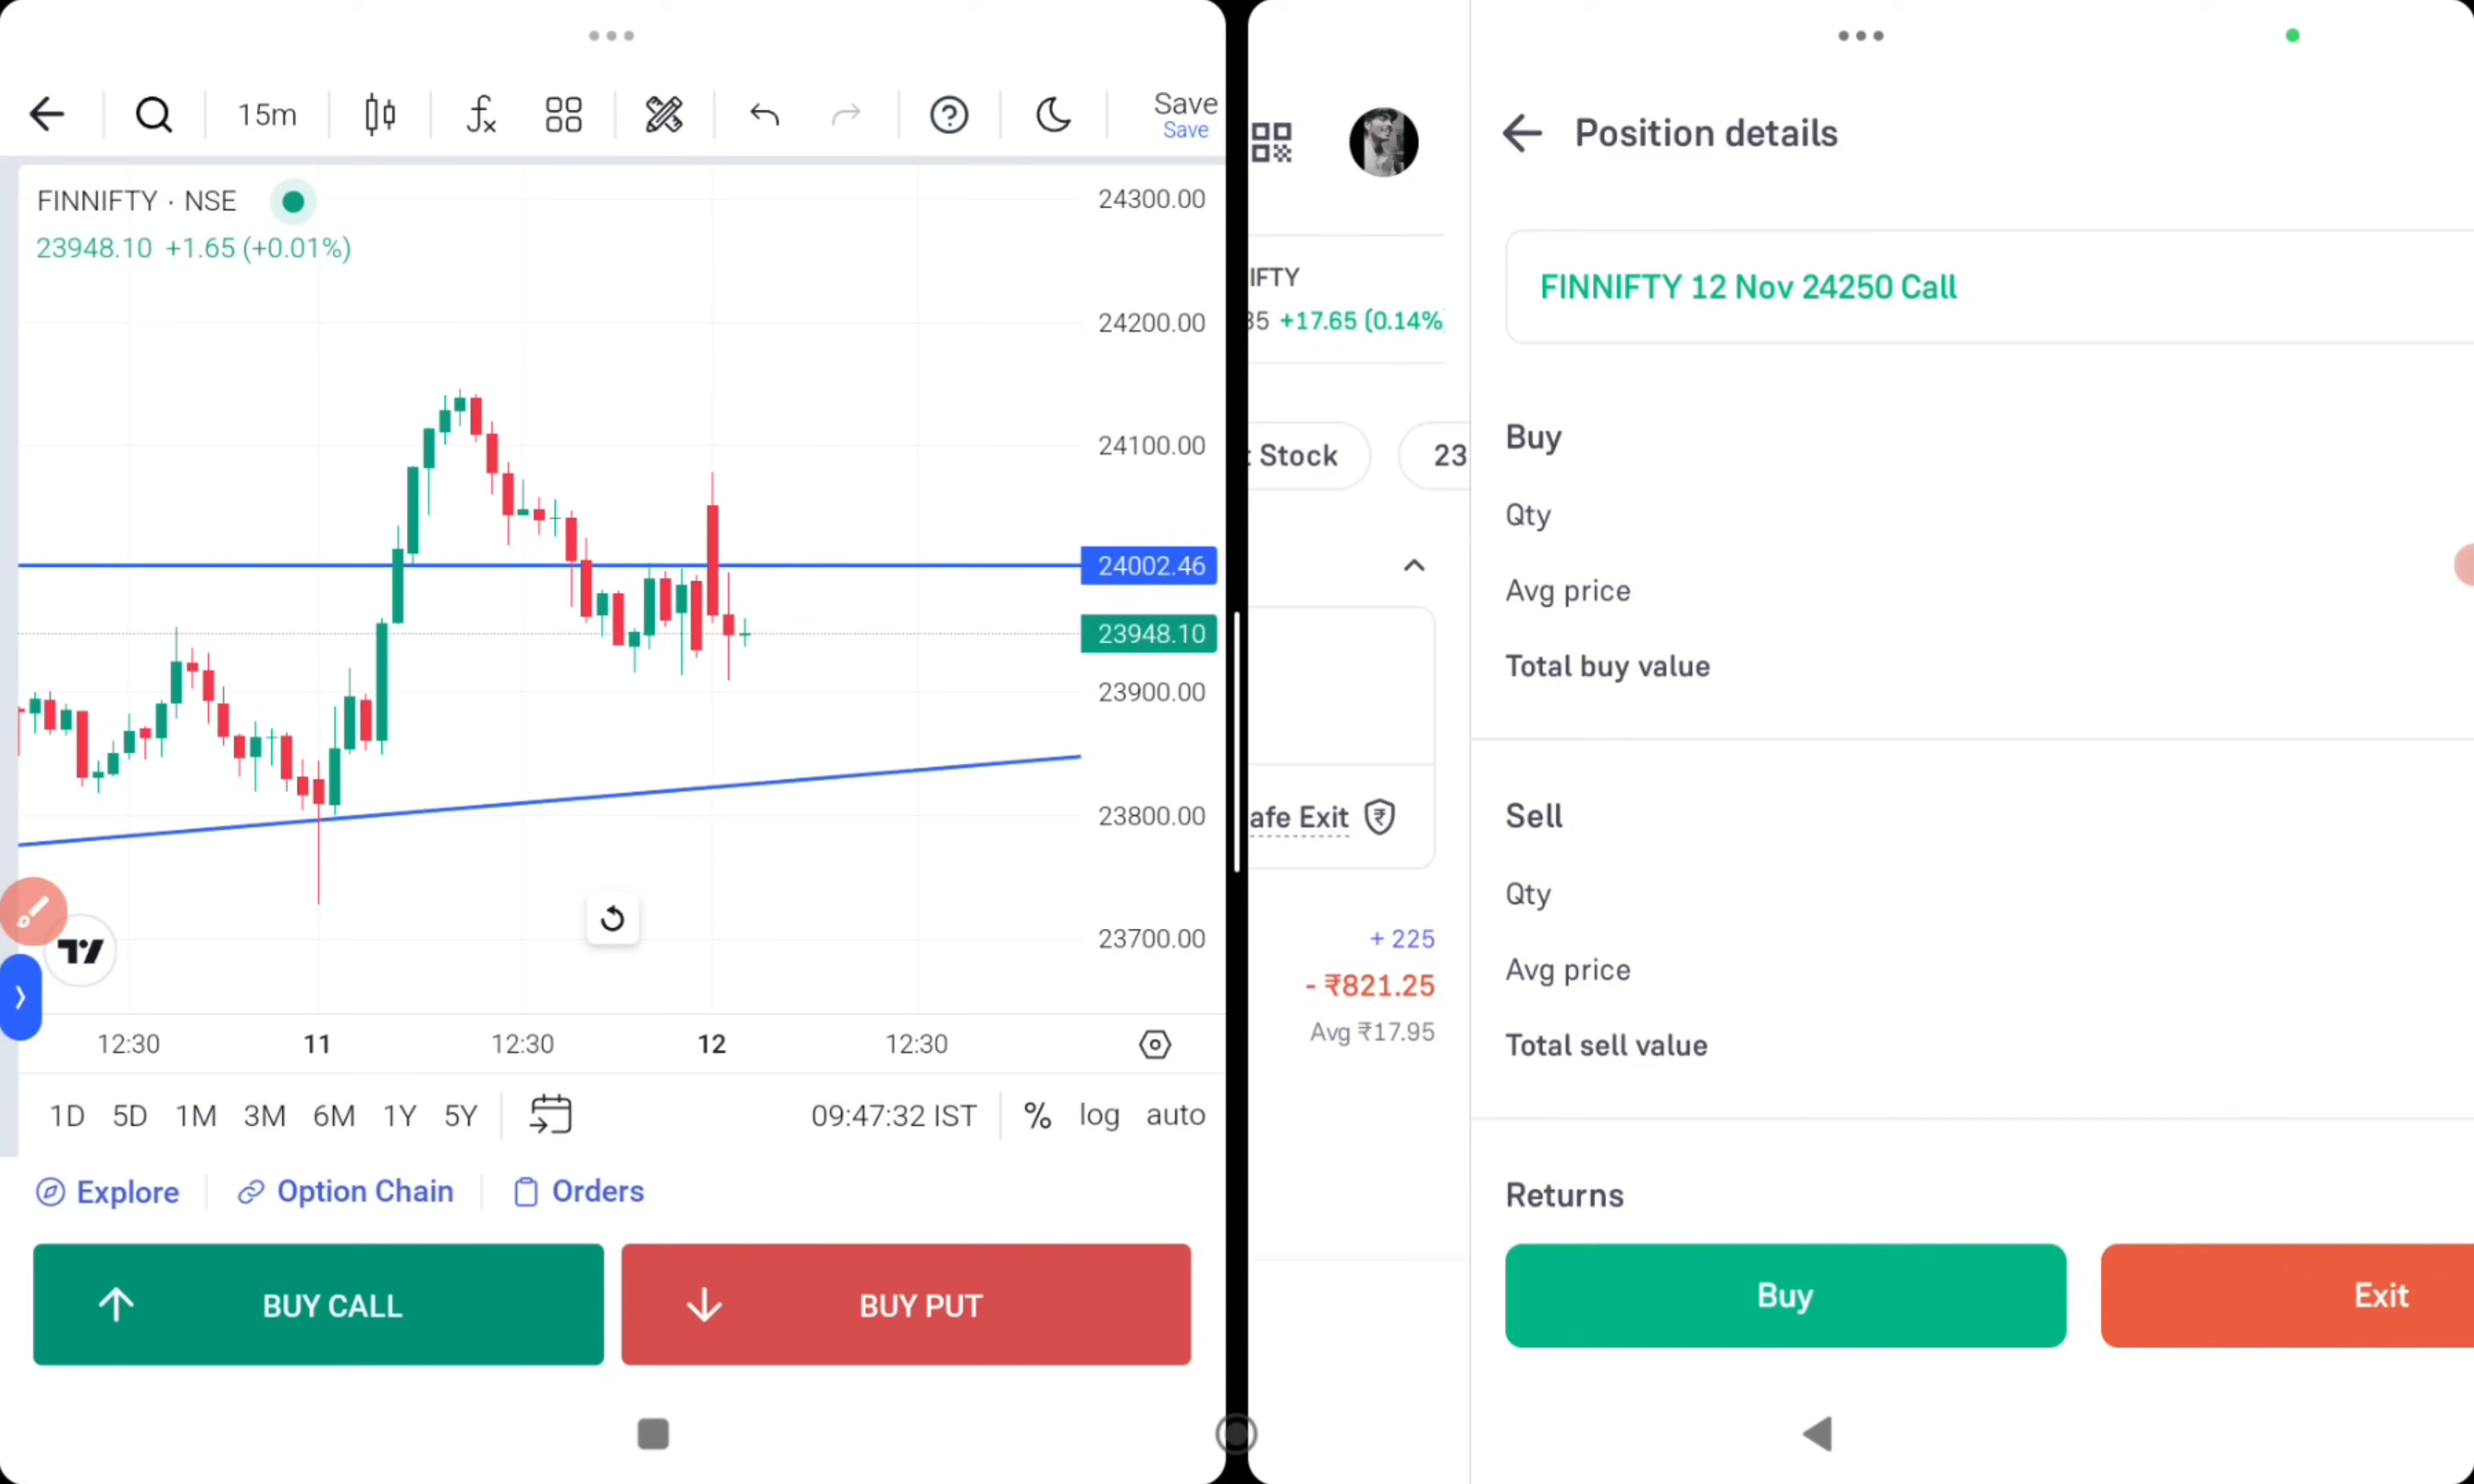 15m
Save
Save
FINNIFTY · NSE
23948.10 +1.65 (+0.01%)
24300.00
24200.00
24100.00
24002.46
23948.10
23900.00
23800.00
23700.00
12:30
11
12:30
12
12:30
1D 5D 1M 3M 6M 1Y 5Y
09:47:32 IST
% log auto
Explore
Option Chain
Orders
BUY CALL
BUY PUT
IFTY
35 +17.65 (0.14%)
: Stock
23
afe Exit
+ 225
- ₹821.25
Avg ₹17.95
Position details
FINNIFTY 12 Nov 24250 Call
Buy
Qty
Avg price
Total buy value
Sell
Qty
Avg price
Total sell value
Returns
Buy
Exit